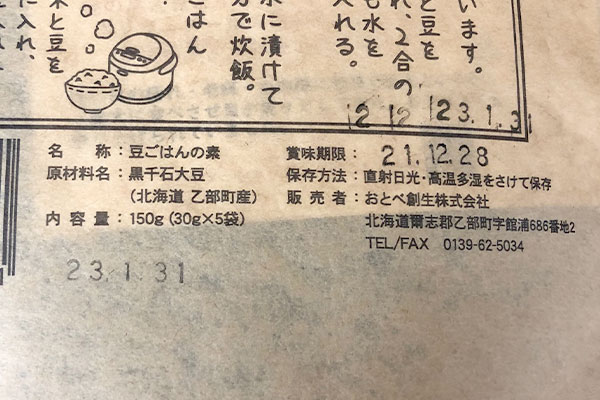 います。
と豆を
れ、2合の
も水を
入れる。
水に漬けて
分で炊飯。
ごはん
米と豆を
に入れ、
12 12 123.1.31
名　称：豆ごはんの素
原材料名：黒千石大豆
（北海道 乙部町産）
内 容 量：150g (30g×5袋)
賞味期限：21.12.28
保存方法：直射日光・高温多湿をさけて保存
販 売 者：おとべ創生株式会社
北海道爾志郡乙部町字館浦686番地2
TEL/FAX 0139-62-5034
23.1.31